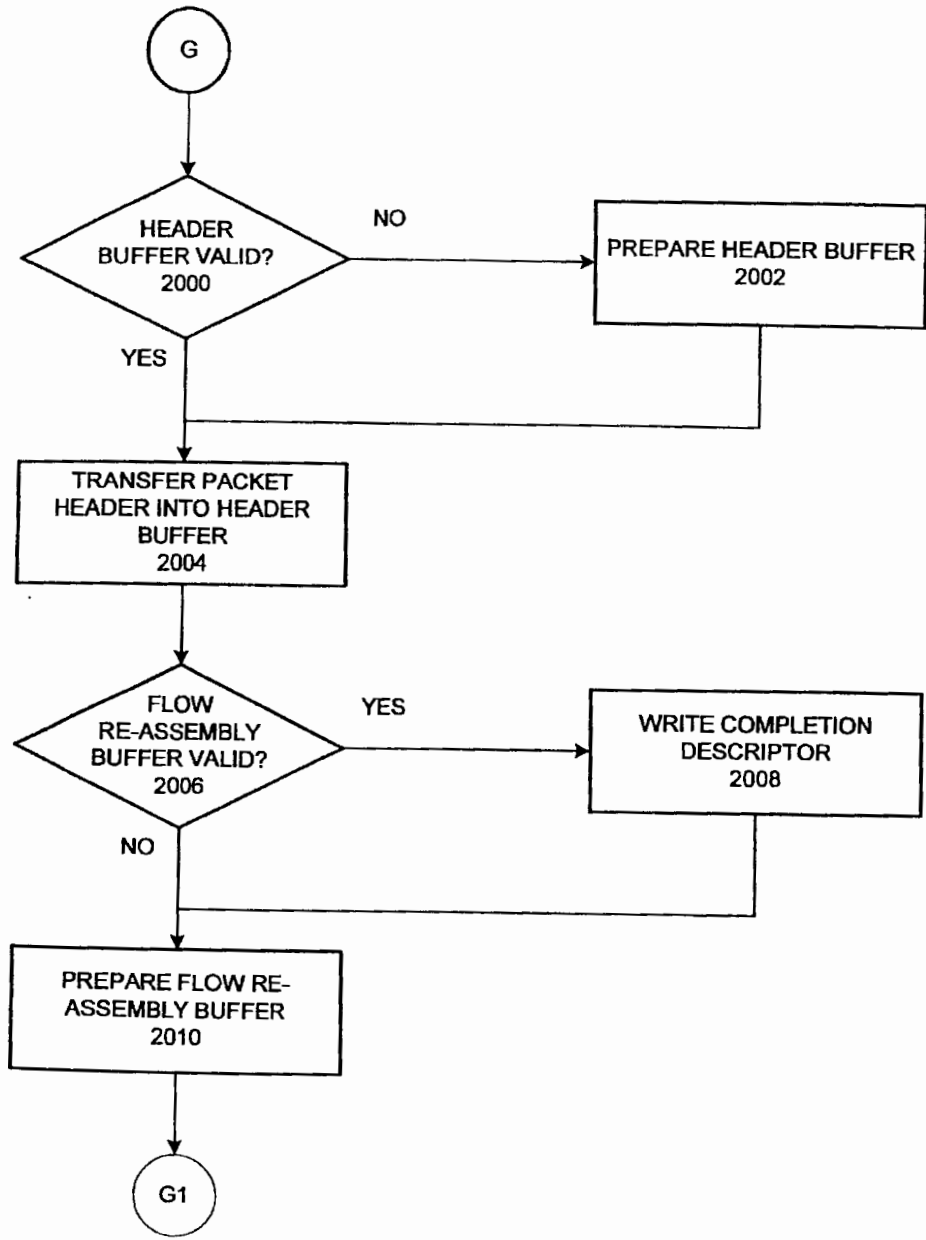 G
HEADER
BUFFER VALID?
2000
NO
PREPARE HEADER BUFFER
2002
YES
TRANSFER PACKET
HEADER INTO HEADER
BUFFER
2004
FLOW
RE-ASSEMBLY
BUFFER VALID?
2006
YES
WRITE COMPLETION
DESCRIPTOR
2008
NO
PREPARE FLOW RE-
ASSEMBLY BUFFER
2010
G1